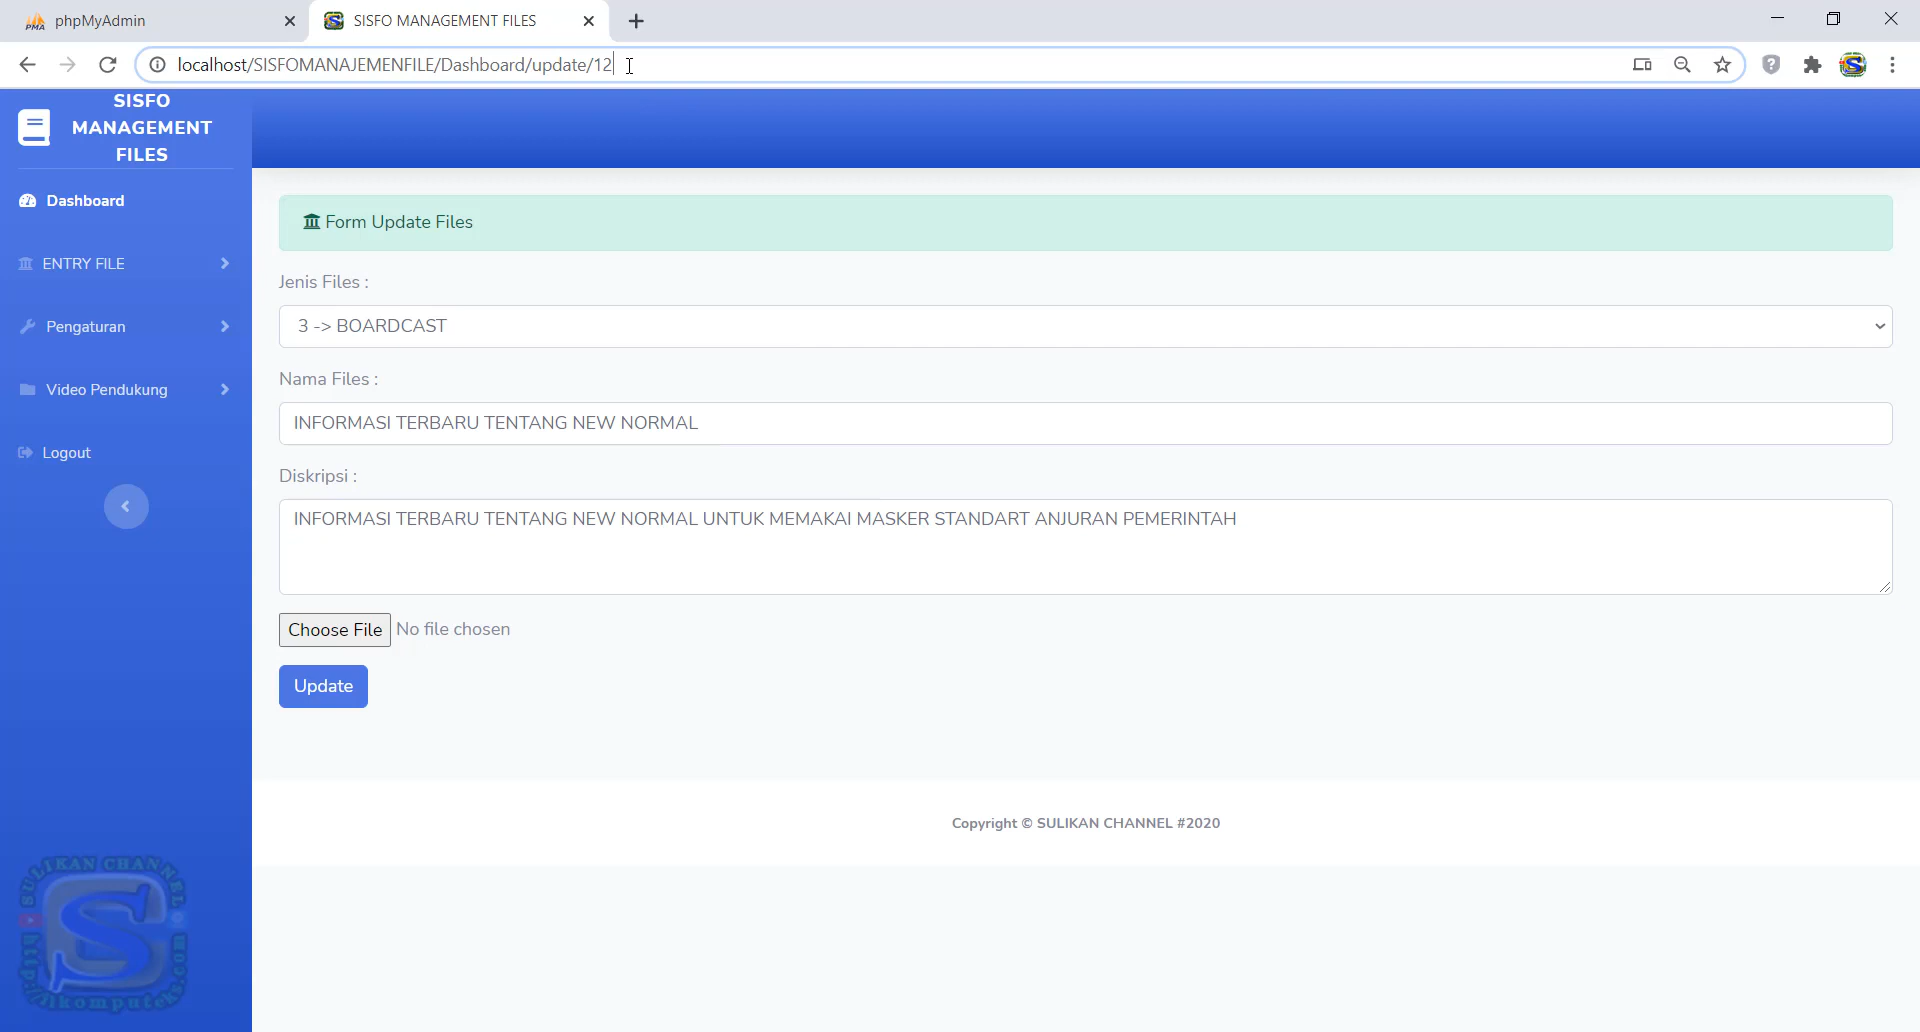 phpMyAdmin
SISFO MANAGEMENT FILES
localhost/SISFOMANAJEMENFILE/Dashboard/update/12
SISFO
MANAGEMENT
FILES
Dashboard
ENTRY FILE
Pengaturan
Video Pendukung
Logout
Form Update Files
Jenis Files :
3 -> BOARDCAST
Nama Files :
INFORMASI TERBARU TENTANG NEW NORMAL
Diskripsi :
INFORMASI TERBARU TENTANG NEW NORMAL UNTUK MEMAKAI MASKER STANDART ANJURAN PEMERINTAH
Choose File No file chosen
Update
Copyright © SULIKAN CHANNEL #2020
SULIKAN CHANNEL